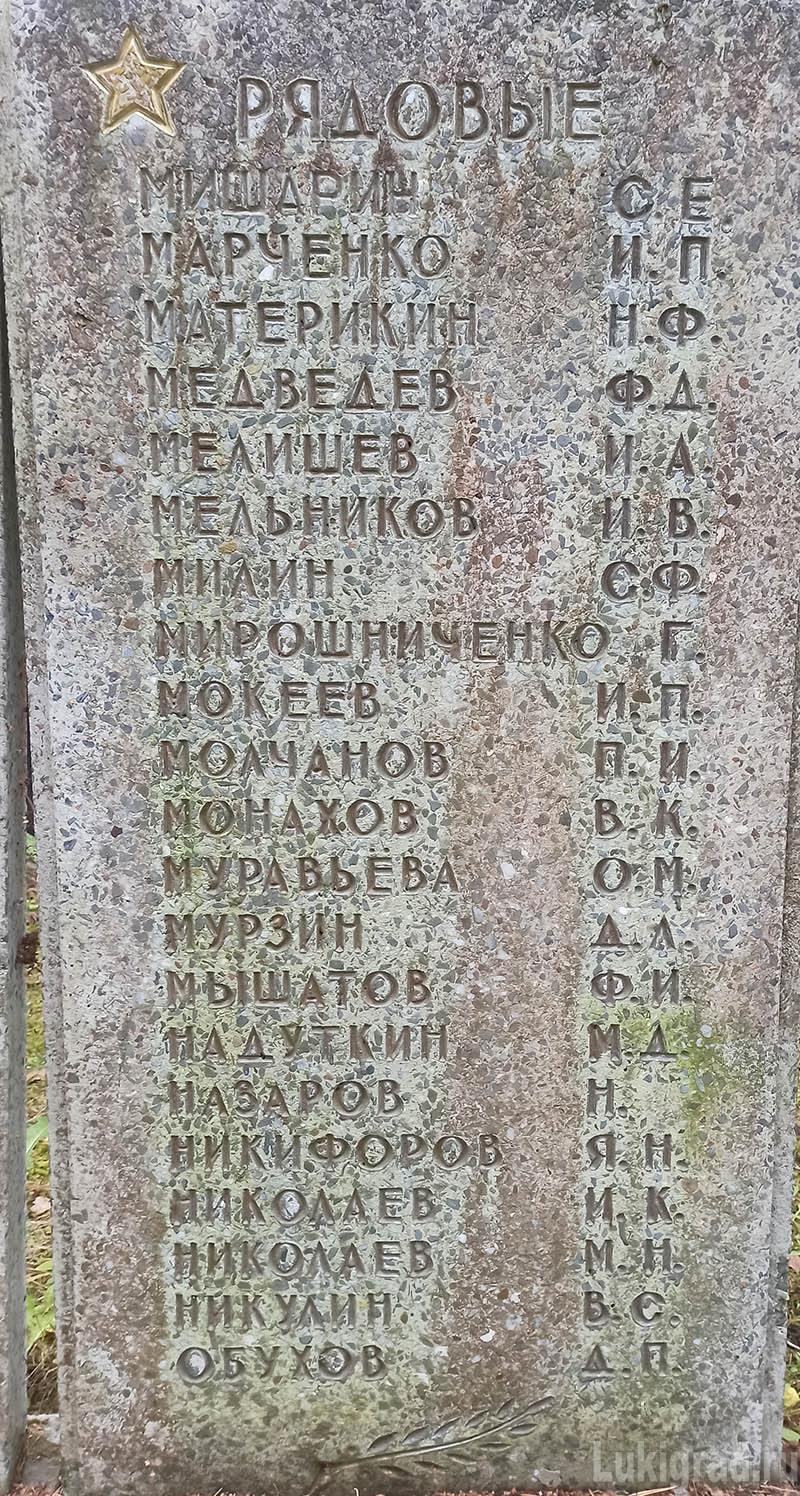 РЯДОВЫЕ
МИШАРИН С. Е.
МАРЧЕНКО И. П.
МАТЕРИКИН Н. Ф.
МЕДВЕДЕВ Ф. Д.
МЕЛИШЕВ И. А.
МЕЛЬНИКОВ И. В.
МИЛИН С. Ф.
МИРОШНИЧЕНКО Г.
МОКЕЕВ И. П.
МОЛЧАНОВ П. И.
МОНАХОВ В. К.
МУРАВЬЕВА О. М.
МУРЗИН Д. Л.
МЫШАТОВ Ф. И.
НАДУТКИН М. Д.
НАЗАРОВ Н.
НИКИФОРОВ Я. Н.
НИКОЛАЕВ И. К.
НИКОЛАЕВ М. Н.
НИКУЛИН В. С.
ОБУХОВ Д. П.
Lukigrad.ru